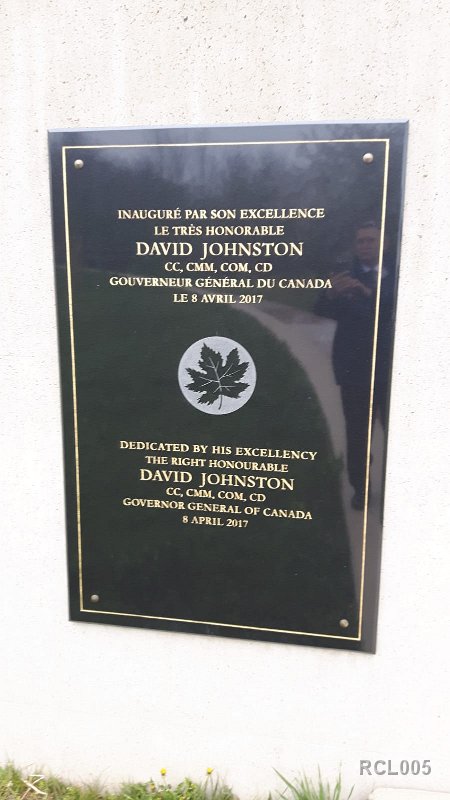 INAUGURÉ PAR SON EXCELLENCE
LE TRÈS HONORABLE
DAVID JOHNSTON
CC, CMM, COM, CD
GOUVERNEUR GÉNÉRAL DU CANADA
LE 8 AVRIL 2017
DEDICATED BY HIS EXCELLENCY
THE RIGHT HONOURABLE
DAVID JOHNSTON
CC, CMM, COM, CD
GOVERNOR GENERAL OF CANADA
8 APRIL 2017
RCL005